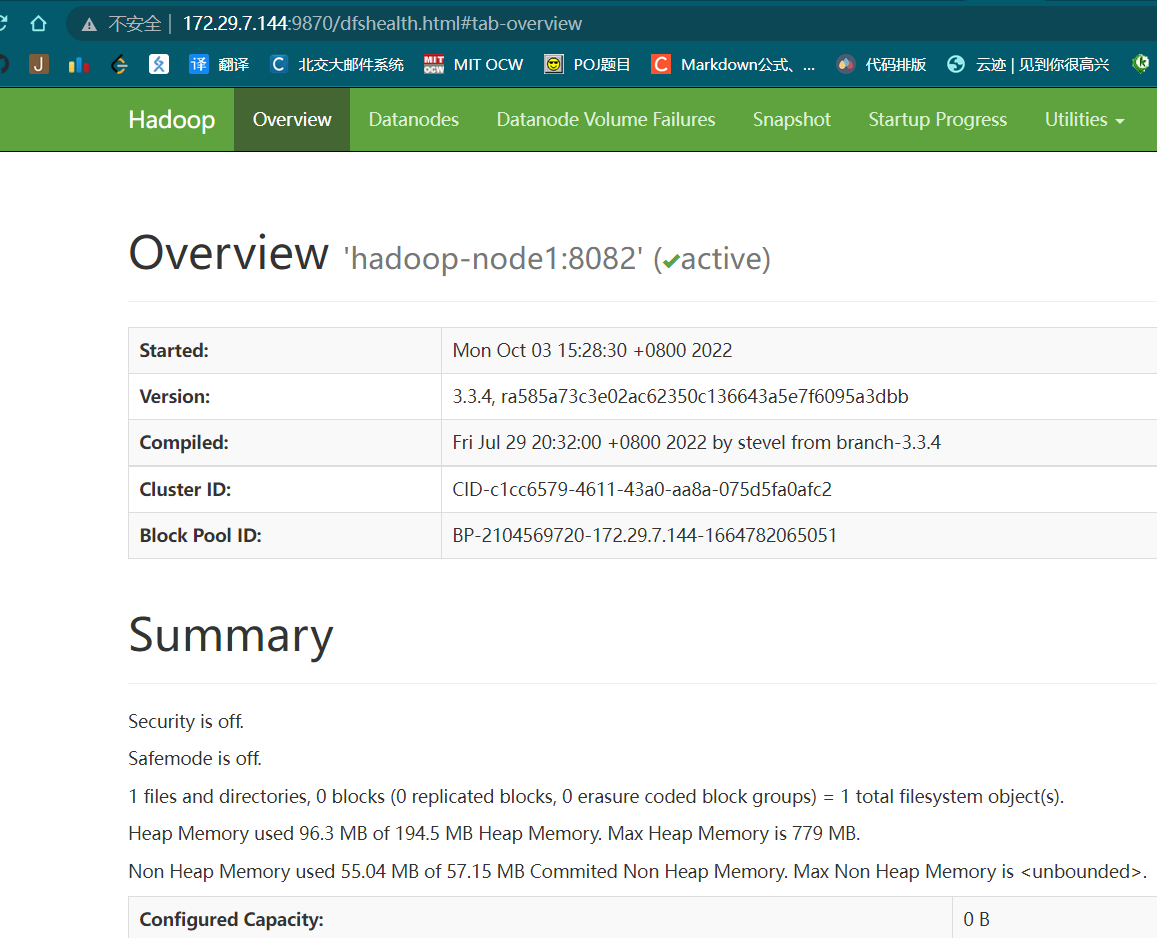 不安全 | 172.29.7.144:9870/dfshealth.html#tab-overview
J 欠 译 翻译 C 北交大邮件系统 MIT OCW MIT OCW POJ题目 C Markdown公式、... 代码排版 云迹 | 见到你很高兴 k
Hadoop Overview Datanodes Datanode Volume Failures Snapshot Startup Progress Utilities
Overview 'hadoop-node1:8082' (✔active)
Started: Mon Oct 03 15:28:30 +0800 2022
Version: 3.3.4, ra585a73c3e02ac62350c136643a5e7f6095a3dbb
Compiled: Fri Jul 29 20:32:00 +0800 2022 by stevel from branch-3.3.4
Cluster ID: CID-c1cc6579-4611-43a0-aa8a-075d5fa0afc2
Block Pool ID: BP-2104569720-172.29.7.144-1664782065051
Summary
Security is off.
Safemode is off.
1 files and directories, 0 blocks (0 replicated blocks, 0 erasure coded block groups) = 1 total filesystem object(s).
Heap Memory used 96.3 MB of 194.5 MB Heap Memory. Max Heap Memory is 779 MB.
Non Heap Memory used 55.04 MB of 57.15 MB Commited Non Heap Memory. Max Non Heap Memory is <unbounded>.
Configured Capacity: 0 B